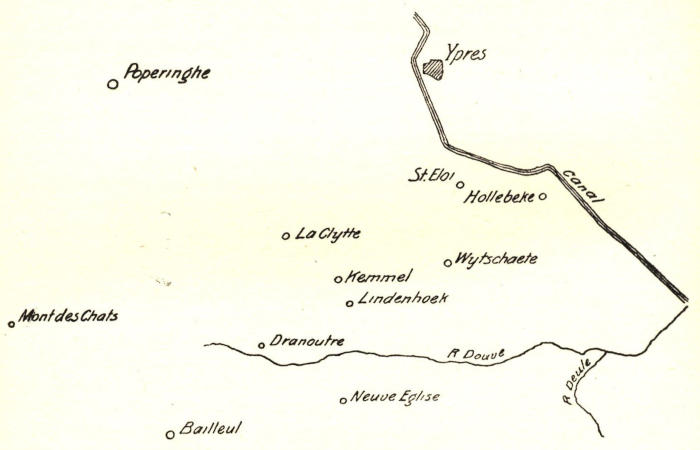 Ypres
Poperinghe
St. Eloi
Hollebeke
Canal
La Clytte
Wytschaete
Kemmel
Lindenhoek
Mont des Chats
Dranoutre
R Douve
R Deule
Neuve Eglise
Bailleul